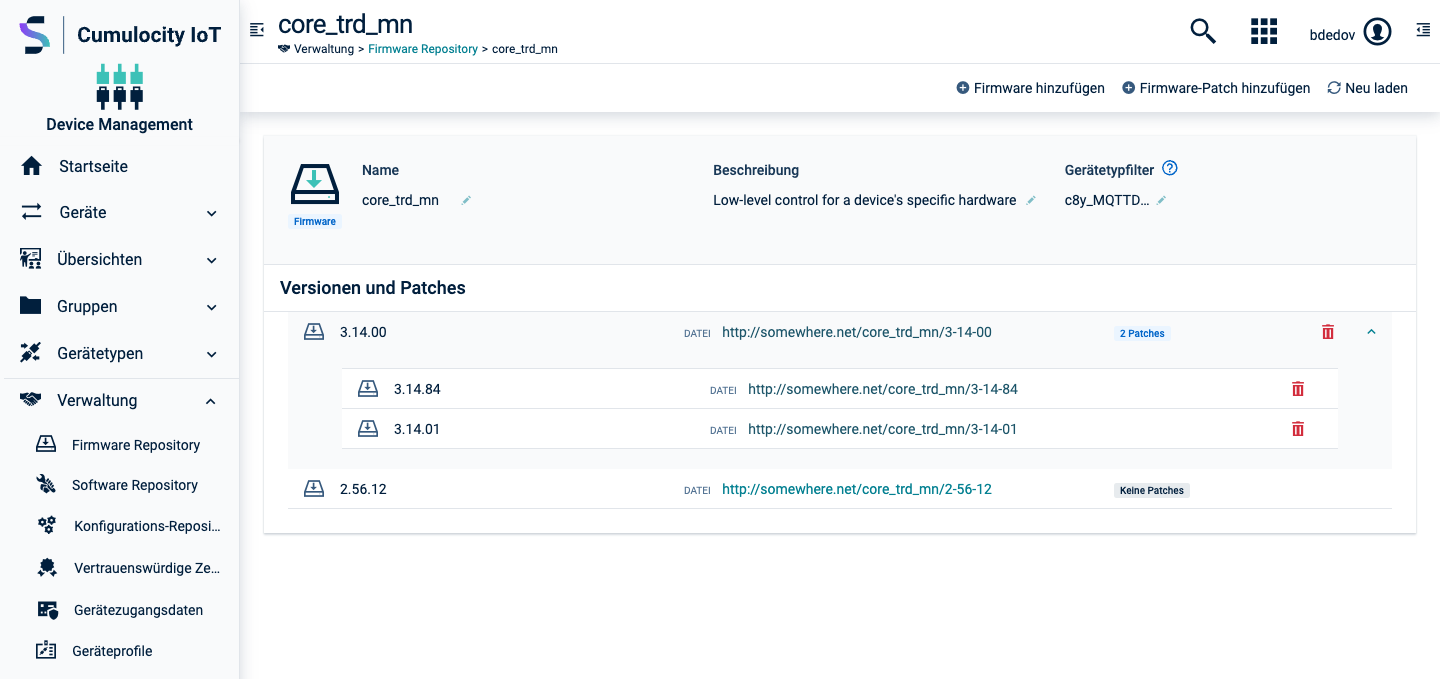 Cumulocity IoT
Device Management
Startseite
Geräte
Übersichten
Gruppen
Gerätetypen
Verwaltung
Firmware Repository
Software Repository
Konfigurations-Reposi...
Vertrauenswürdige Ze...
Gerätezugangsdaten
Geräteprofile
core_trd_mn
Verwaltung > Firmware Repository > core_trd_mn
bdedov
Firmware hinzufügen Firmware-Patch hinzufügen Neu laden
Firmware
Name Beschreibung Gerätetypfilter
core_trd_mn Low-level control for a device's specific hardware c8y_MQTTD...
Versionen und Patches
3.14.00 DATEI http://somewhere.net/core_trd_mn/3-14-00 2 Patches
3.14.84 DATEI http://somewhere.net/core_trd_mn/3-14-84
3.14.01 DATEI http://somewhere.net/core_trd_mn/3-14-01
2.56.12 DATEI http://somewhere.net/core_trd_mn/2-56-12 Keine Patches